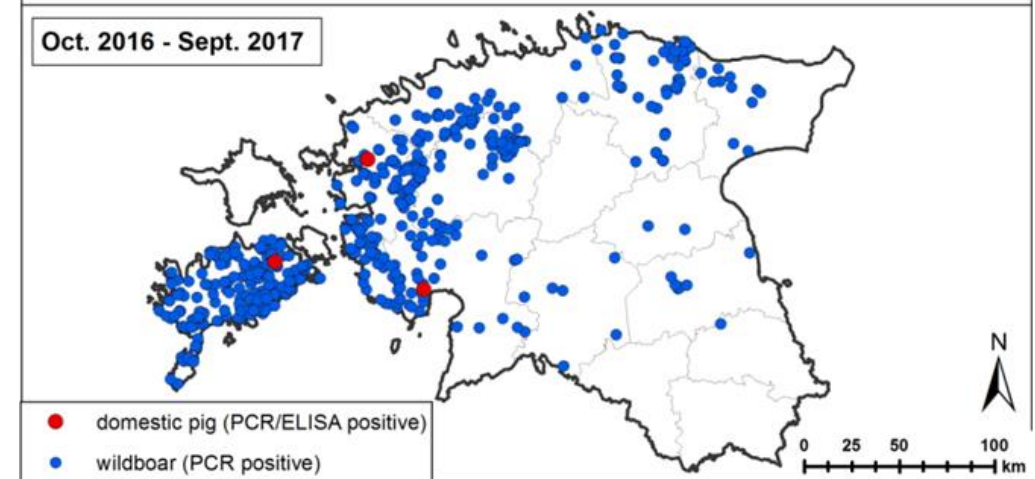 Oct. 2016 - Sept. 2017
N
domestic pig (PCR/ELISA positive)
wildboar (PCR positive)
0 25 50 100
km